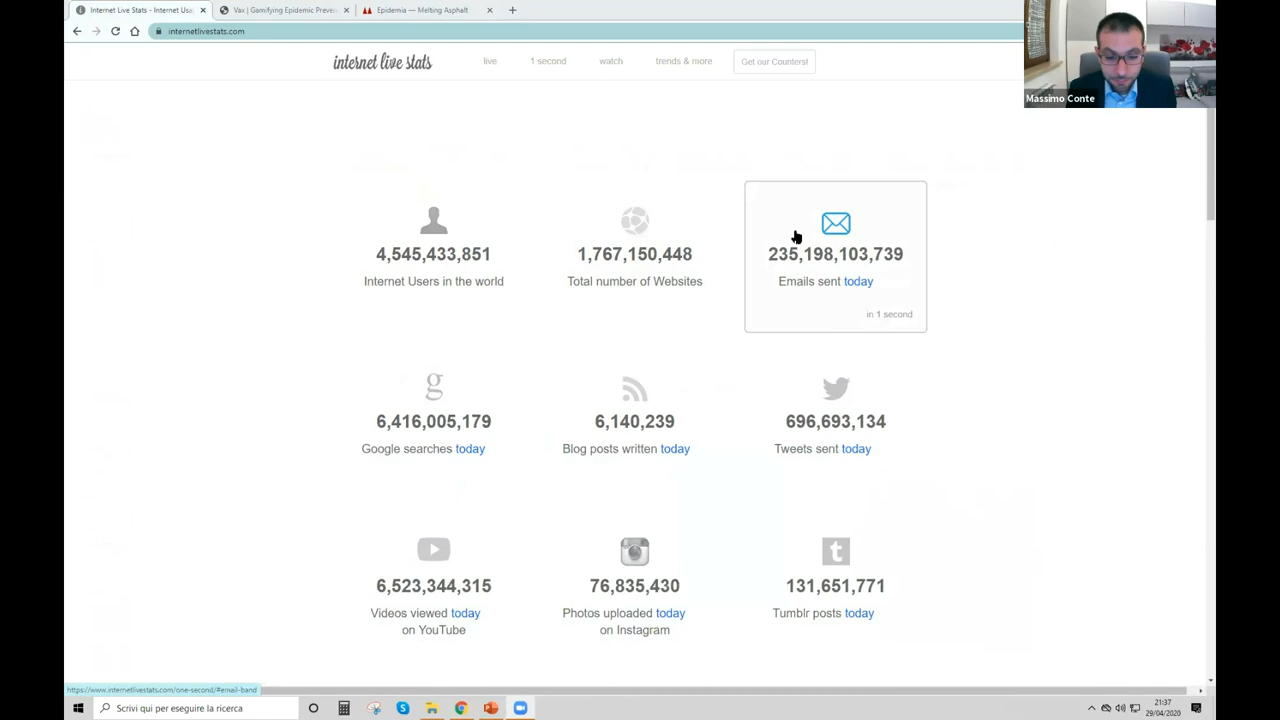 Internet Live Stats - Internet Usa
Vax | Gamifying Epidemic Preven
Epidemia — Melting Asphalt
internetlivestats.com
internet live stats
live
1 second
watch
trends & more
Get our Counters!
Massimo Conte
4,545,433,851
Internet Users in the world
1,767,150,448
Total number of Websites
235,198,103,739
Emails sent today
in 1 second
6,416,005,179
Google searches today
6,140,239
Blog posts written today
696,693,134
Tweets sent today
6,523,344,315
Videos viewed today
on YouTube
76,835,430
Photos uploaded today
on Instagram
131,651,771
Tumblr posts today
https://www.internetlivestats.com/one-second/#email-band
Scrivi qui per eseguire la ricerca
21:37
29/04/2020